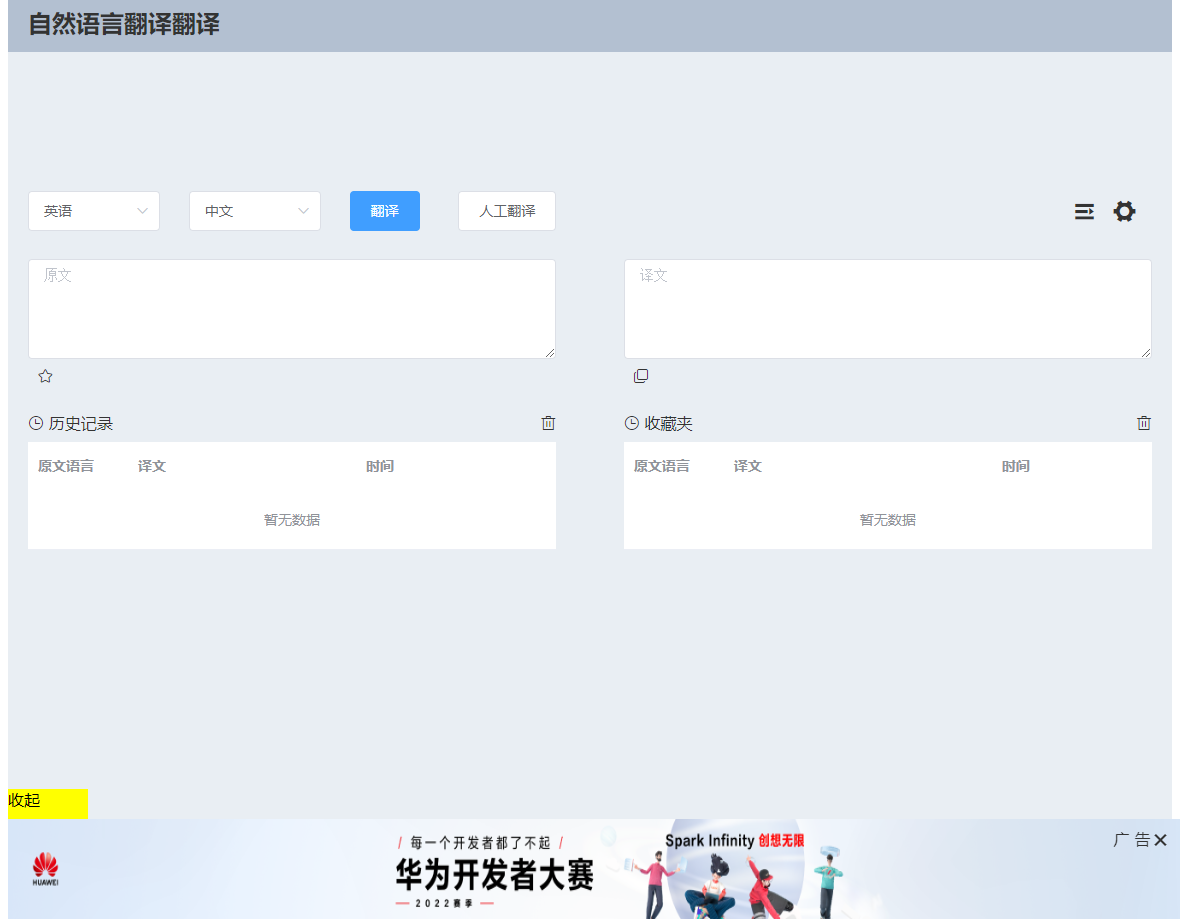 自然语言翻译翻译
英语
中文
翻译
人工翻译
原文
译文
历史记录
收藏夹
原文语言 译文 时间
暂无数据
原文语言 译文 时间
暂无数据
收起
HUAWEI
/ 每一个开发者都了不起 /
华为开发者大赛
2022赛季
Spark Infinity 创想无限
广告